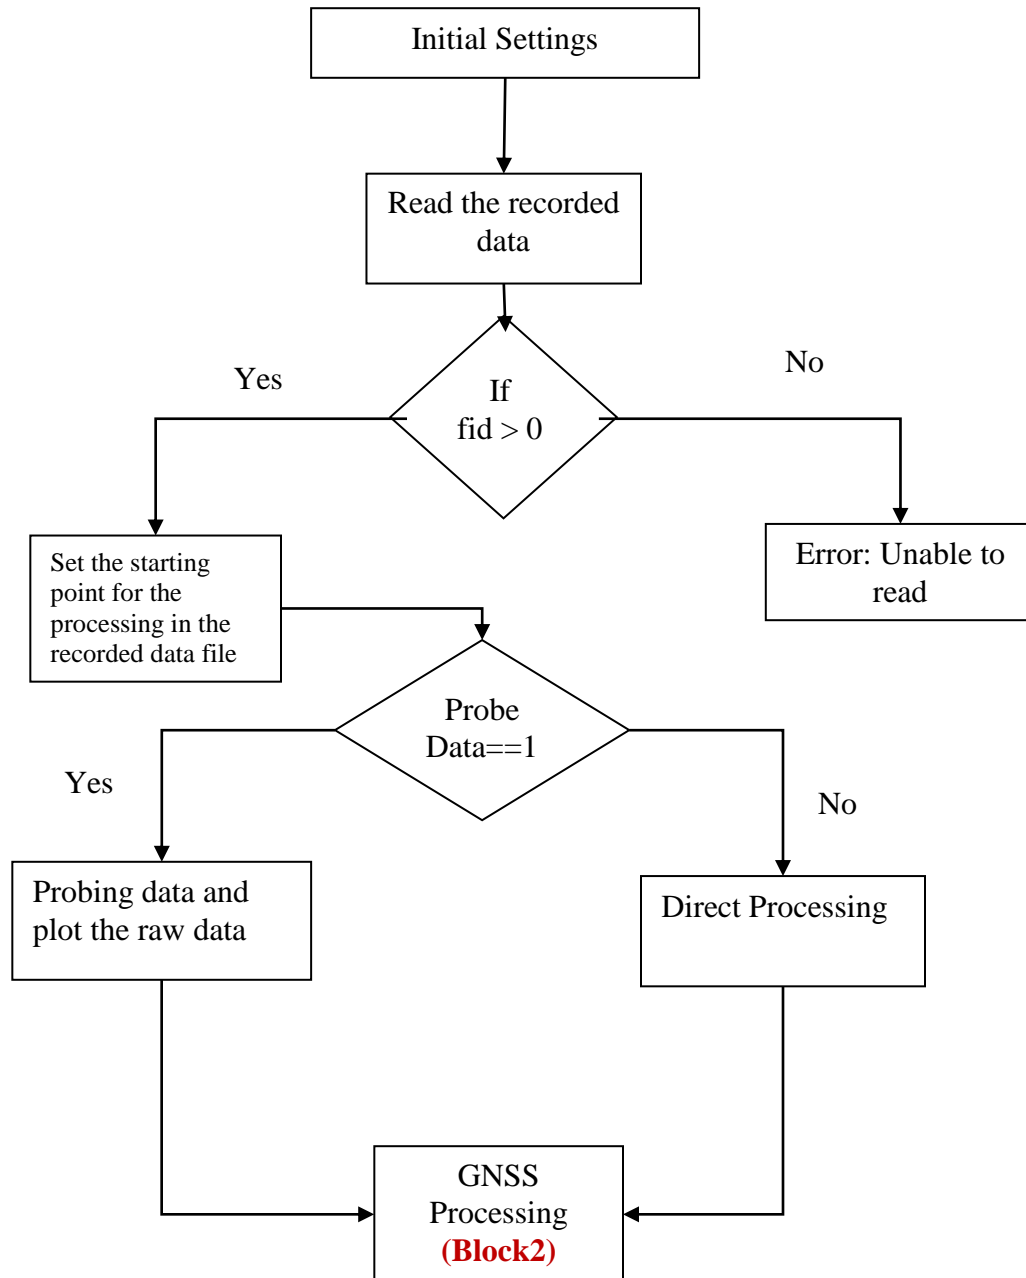 Initial Settings
Read the recorded
data
Yes
No
If
fid > 0
Set the starting
point for the
processing in the
recorded data file
Error: Unable to
read
Probe
Data==1
Yes
No
Probing data and
plot the raw data
Direct Processing
GNSS
Processing
(Block2)